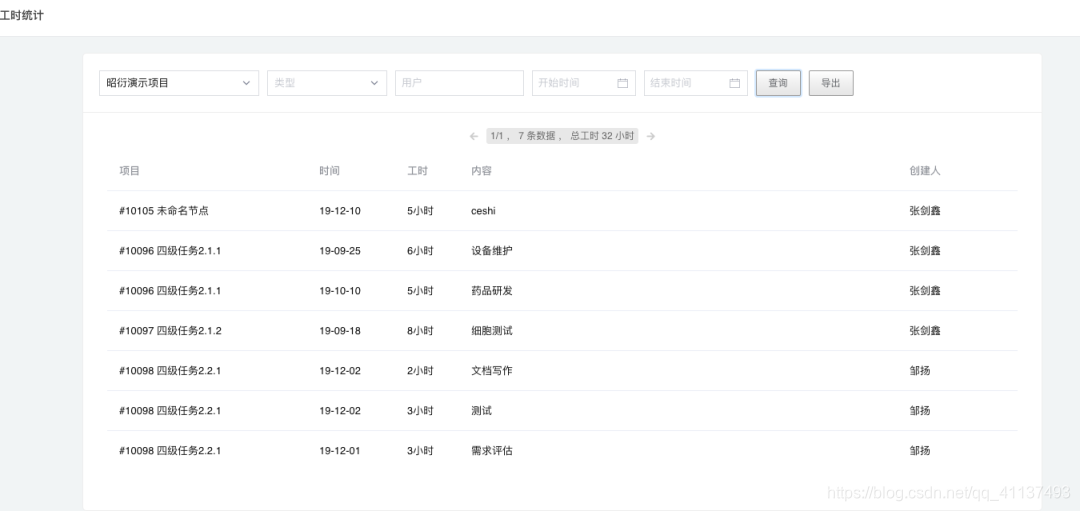 工时统计
昭衍演示项目 类型 用户 开始时间 结束时间 查询 导出
1/1 ， 7 条数据 ， 总工时 32 小时
项目 时间 工时 内容 创建人
#10105 未命名节点 19-12-10 5小时 ceshi 张剑鑫
#10096 四级任务2.1.1 19-09-25 6小时 设备维护 张剑鑫
#10096 四级任务2.1.1 19-10-10 5小时 药品研发 张剑鑫
#10097 四级任务2.1.2 19-09-18 8小时 细胞测试 张剑鑫
#10098 四级任务2.2.1 19-12-02 2小时 文档写作 邹扬
#10098 四级任务2.2.1 19-12-02 3小时 测试 邹扬
#10098 四级任务2.2.1 19-12-01 3小时 需求评估 邹扬
https://blog.csdn.net/qq_41137493